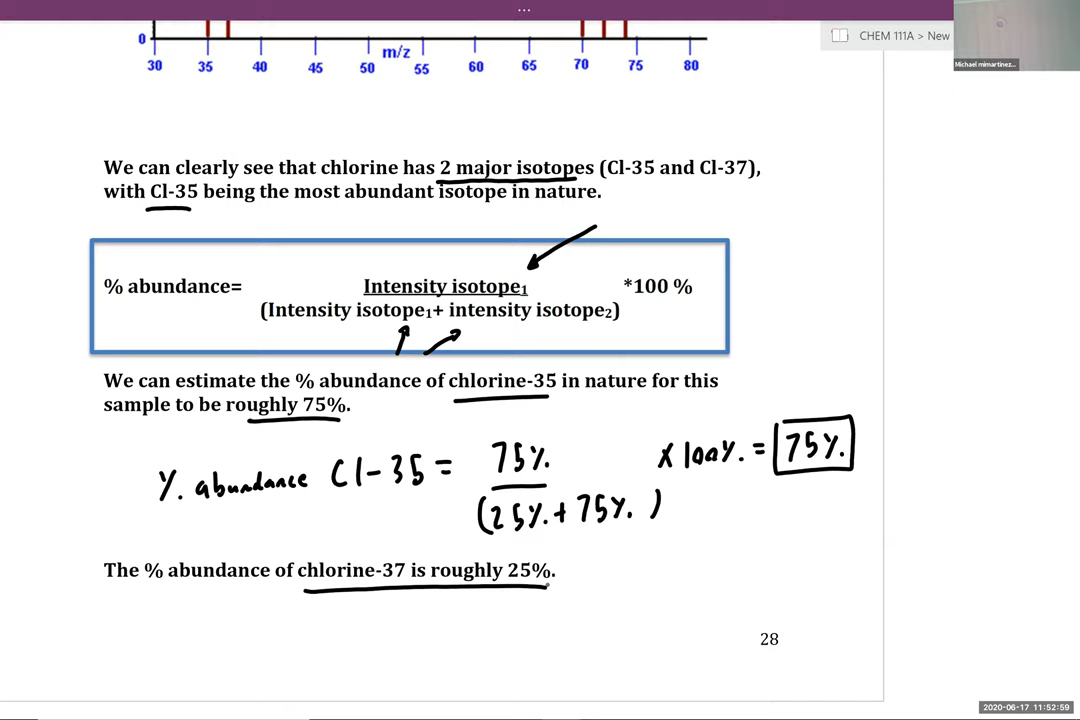 ...
CHEM 111A > New
Michael mimartinez...
0
m/z
30 35 40 45 50 55 60 65 70 75 80
We can clearly see that chlorine has 2 major isotopes (Cl-35 and Cl-37),
with Cl-35 being the most abundant isotope in nature.
% abundance= Intensity isotope₁ *100 %
(Intensity isotope₁+ intensity isotope₂)
We can estimate the % abundance of chlorine-35 in nature for this
sample to be roughly 75%.
% abundance Cl-35 = 75% x 100% = 75%
(25% + 75%)
The % abundance of chlorine-37 is roughly 25%.
28
2020-06-17 11:52:59